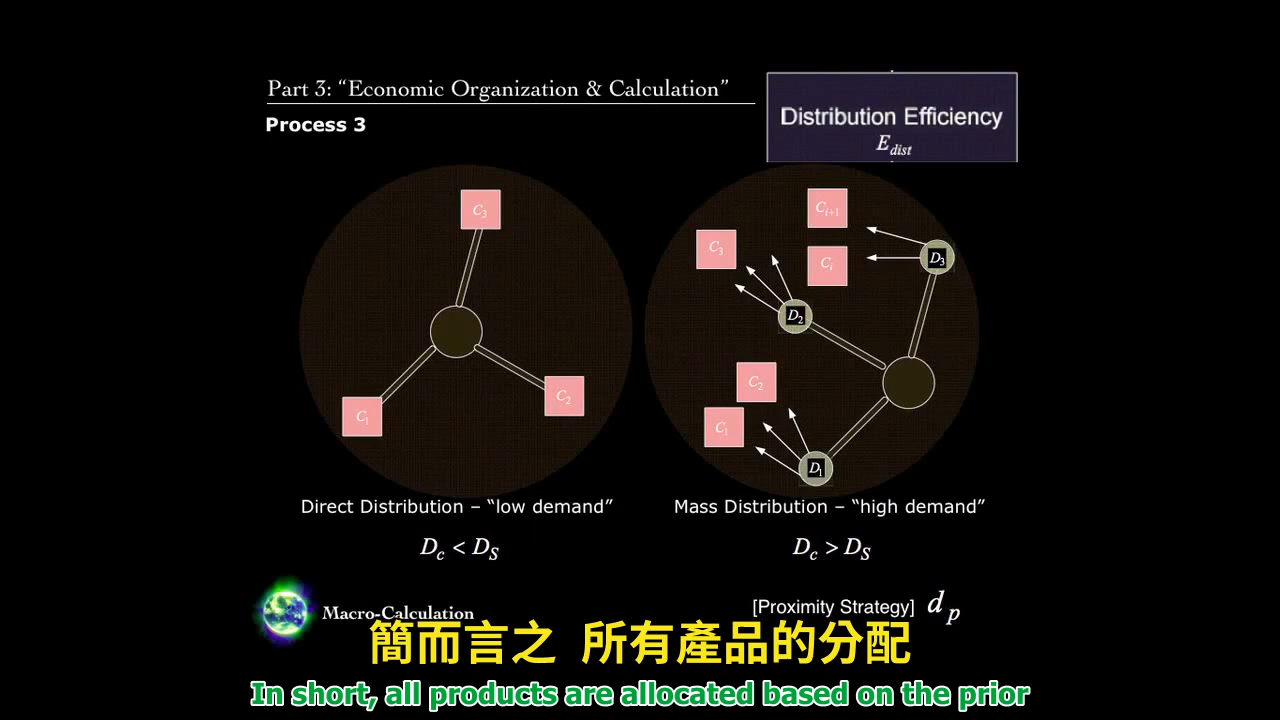 Part 3: “Economic Organization & Calculation”
Process 3
Distribution Efficiency
E_dist
C_3
C_1
C_2
C_{i+1}
C_3
C_i
D_3
D_2
C_2
C_1
D_1
Direct Distribution – “low demand”
Mass Distribution – “high demand”
D_c < D_S
D_c > D_S
Macro-Calculation
[Proximity Strategy] d_p
簡而言之 所有產品的分配
In short, all products are allocated based on the prior